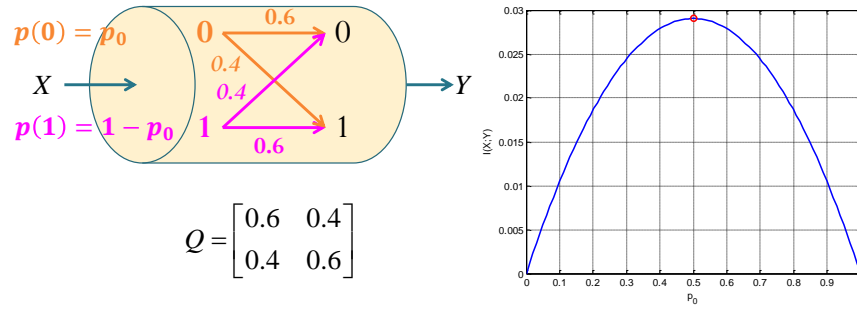 p(0) = p₀
0
0.6
0
0.4
X
0.4
Y
p(1) = 1 − p₀
1
0.6
1
Q = [0.6 0.4
0.4 0.6]
0.03
0.025
0.02
0.015
0.01
0.005
0
I(X;Y)
0 0.1 0.2 0.3 0.4 0.5 0.6 0.7 0.8 0.9
p₀